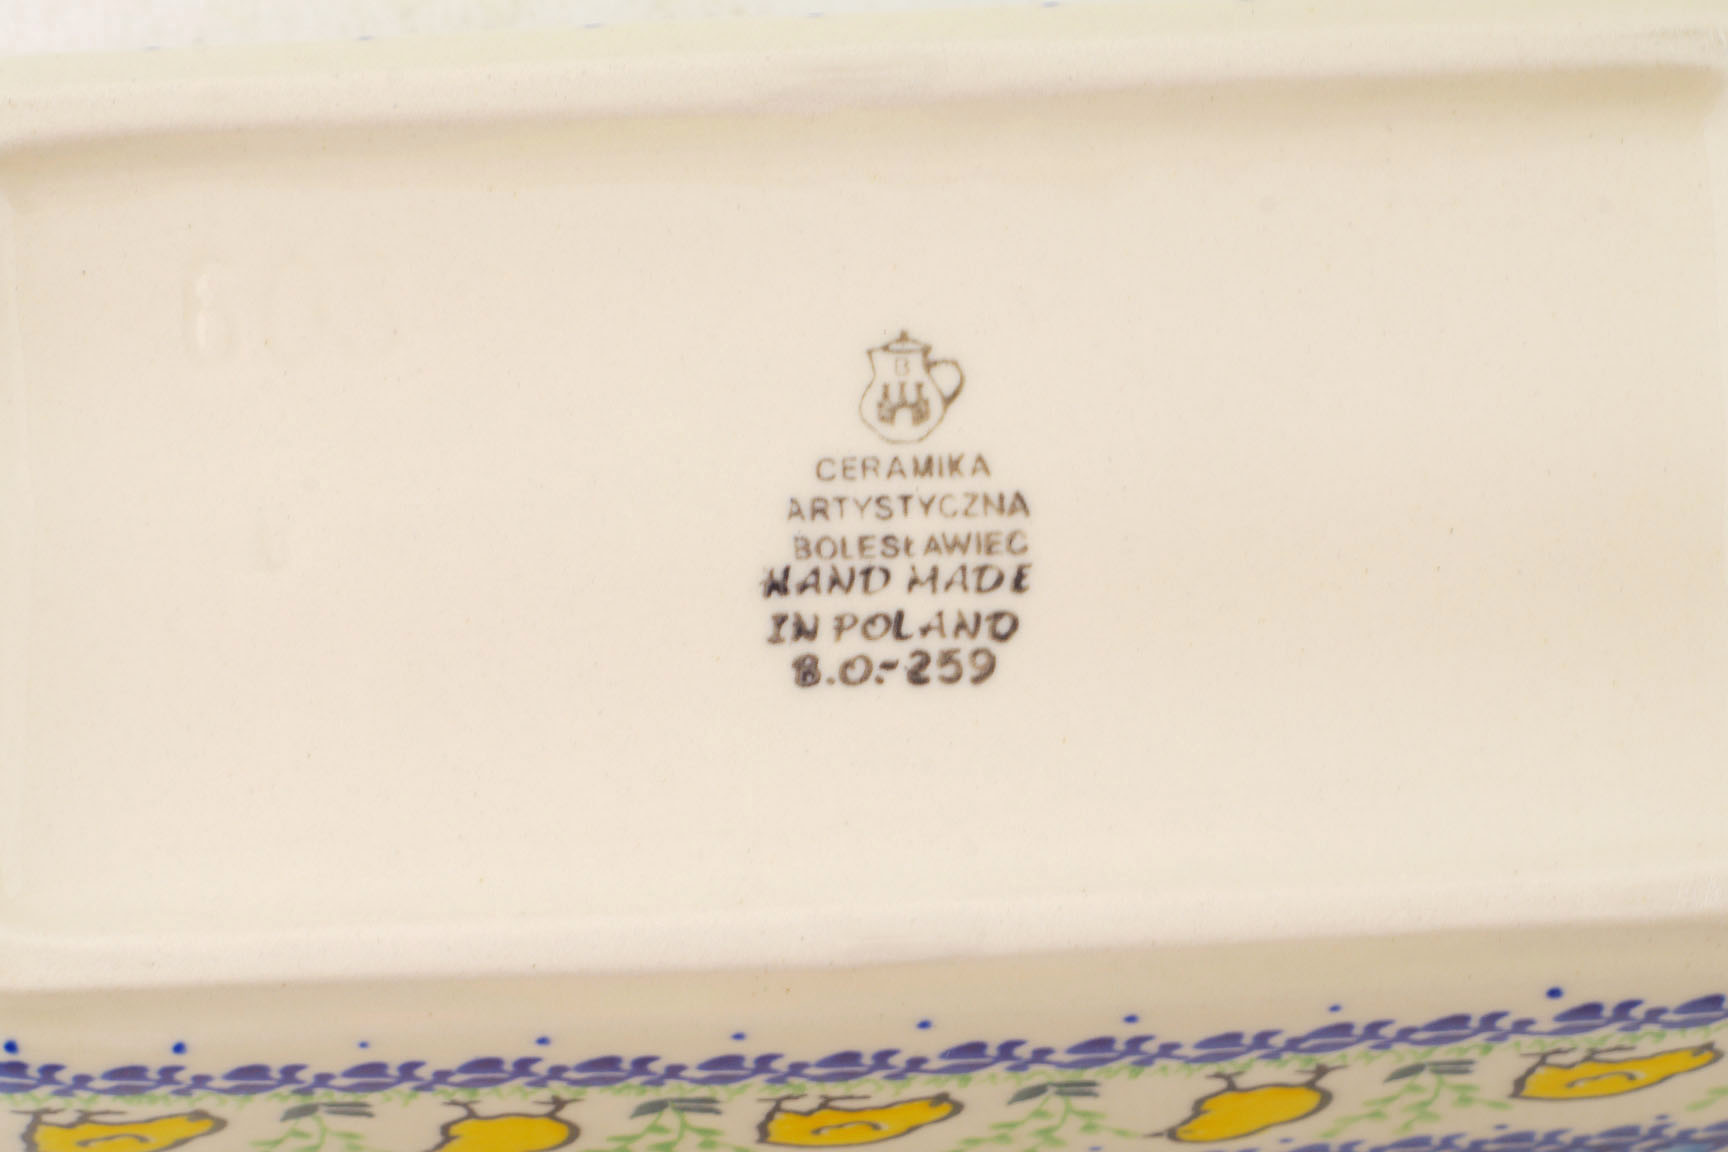 B
CERAMIKA
ARTYSTYCZNA
BOLESŁAWIEC
HAND MADE
IN POLAND
B.O.-259